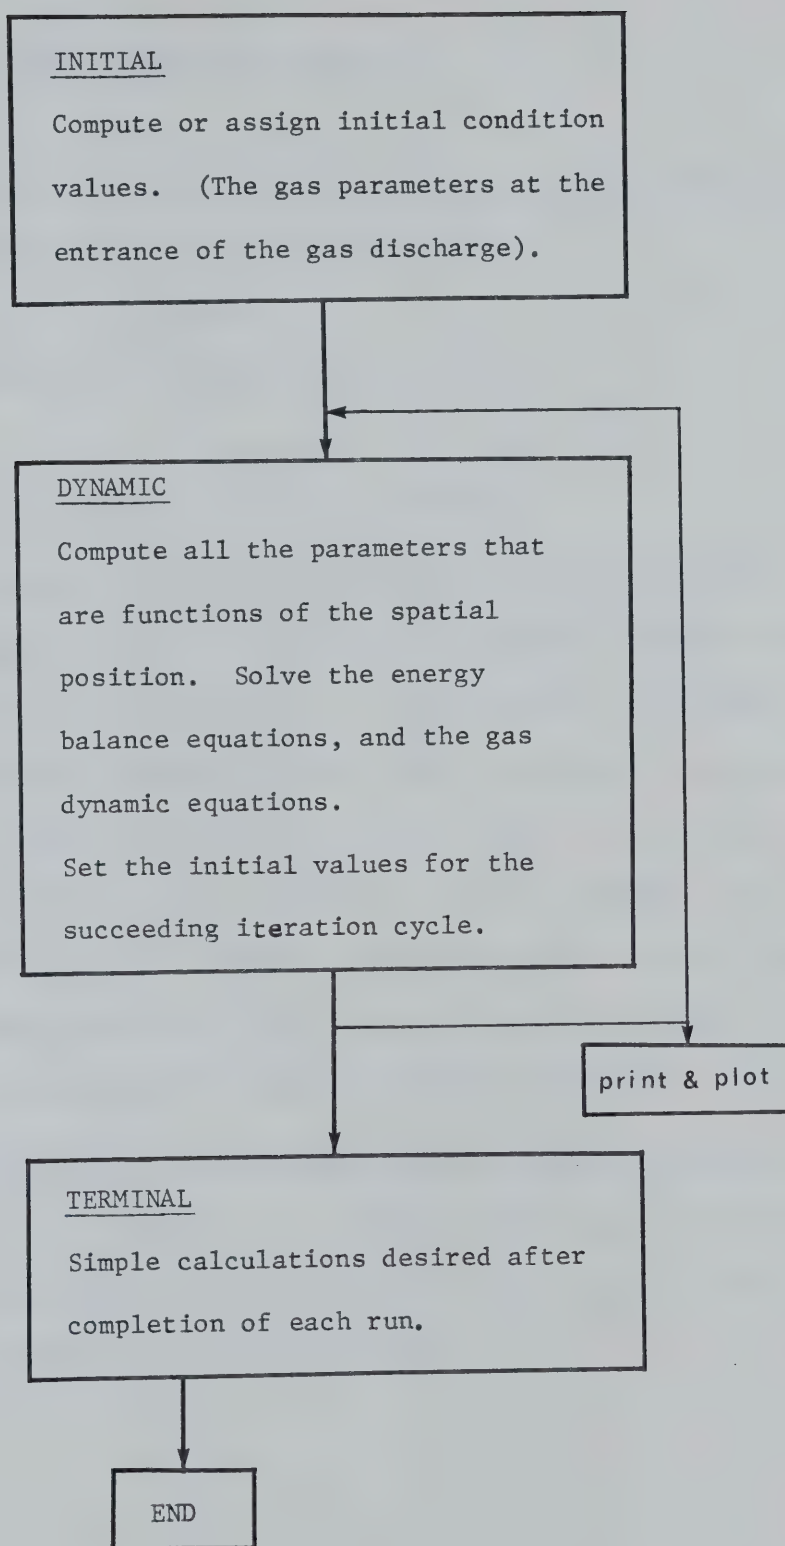 INITIAL
Compute or assign initial condition
values. (The gas parameters at the
entrance of the gas discharge).
DYNAMIC
Compute all the parameters that
are functions of the spatial
position. Solve the energy
balance equations, and the gas
dynamic equations.
Set the initial values for the
succeeding iteration cycle.
print & plot
TERMINAL
Simple calculations desired after
completion of each run.
END